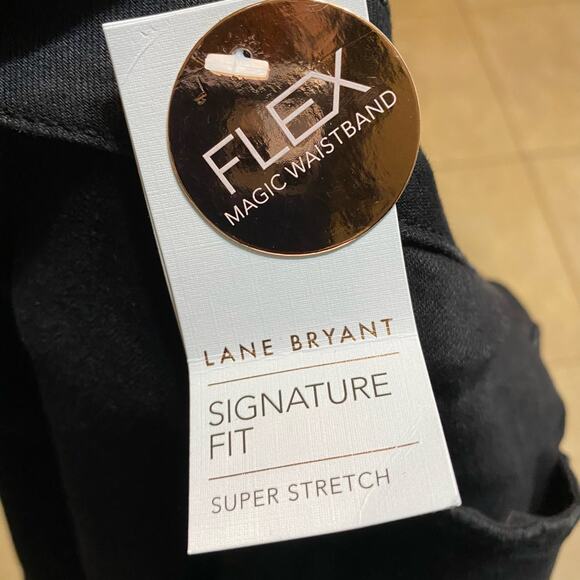 FLEX
MAGIC WAISTBAND
LANE BRYANT
SIGNATURE
FIT
SUPER STRETCH